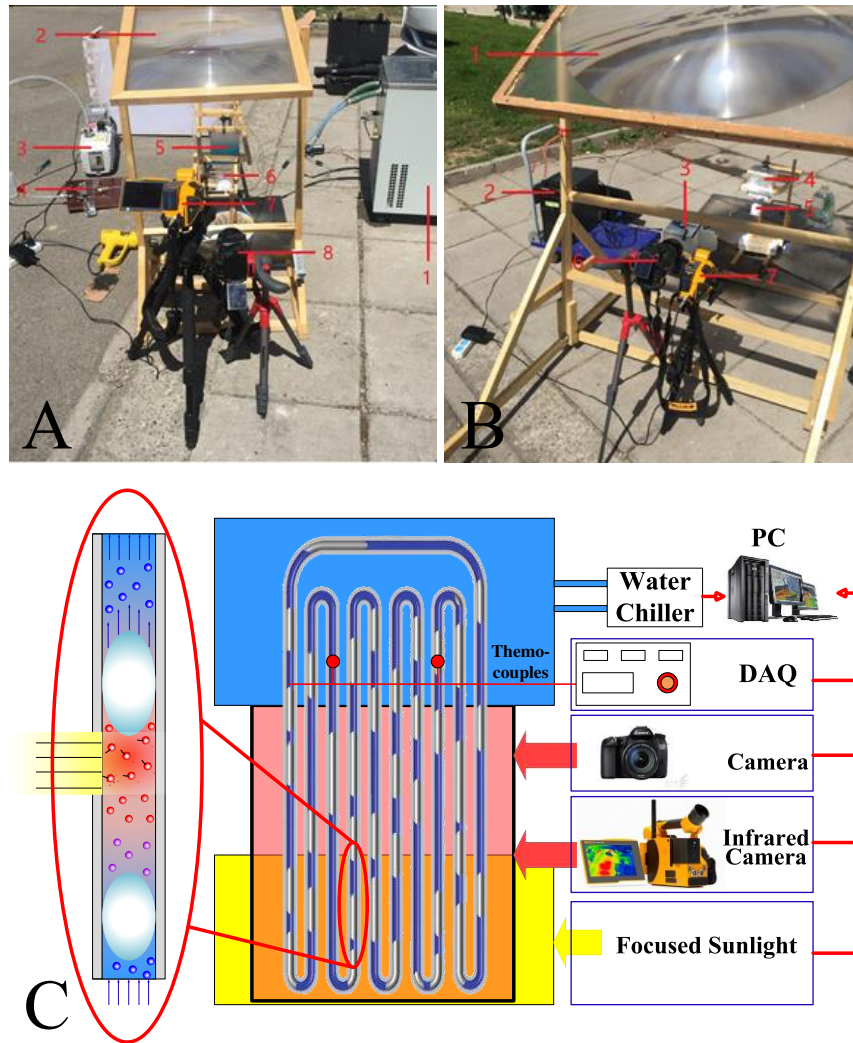 2
3
5
6
4
7
8
1
A
1
2
3
4
5
6
7
B
PC
Water
Chiller
Themo-
couples
DAQ
Camera
Infrared
Camera
Focused Sunlight
C